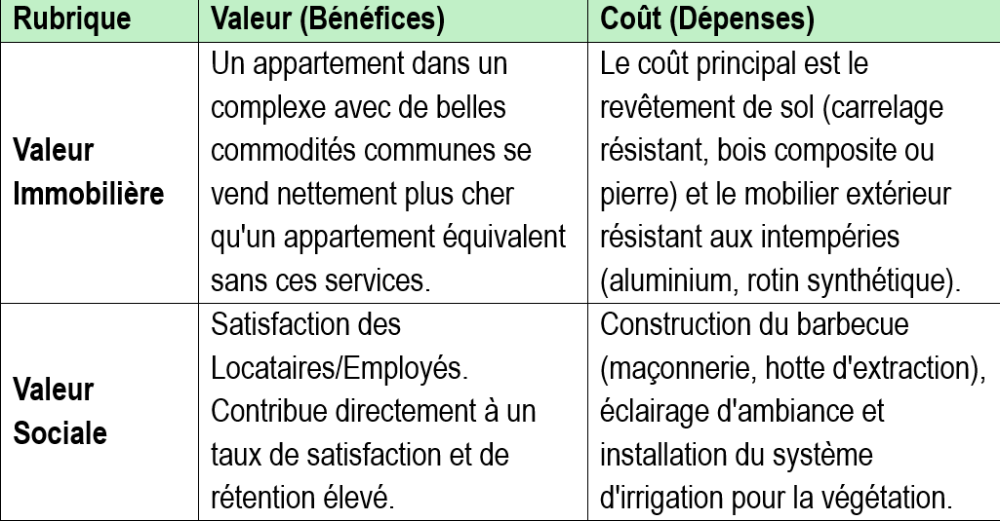 Rubrique
Valeur (Bénéfices)
Coût (Dépenses)
Valeur
Immobilière
Un appartement dans un
complexe avec de belles
commodités communes se
vend nettement plus cher
qu'un appartement équivalent
sans ces services.
Le coût principal est le
revêtement de sol (carrelage
résistant, bois composite ou
pierre) et le mobilier extérieur
résistant aux intempéries
(aluminium, rotin synthétique).
Valeur
Sociale
Satisfaction des
Locataires/Employés.
Contribue directement à un
taux de satisfaction et de
rétention élevé.
Construction du barbecue
(maçonnerie, hotte d'extraction),
éclairage d'ambiance et
installation du système
d'irrigation pour la végétation.